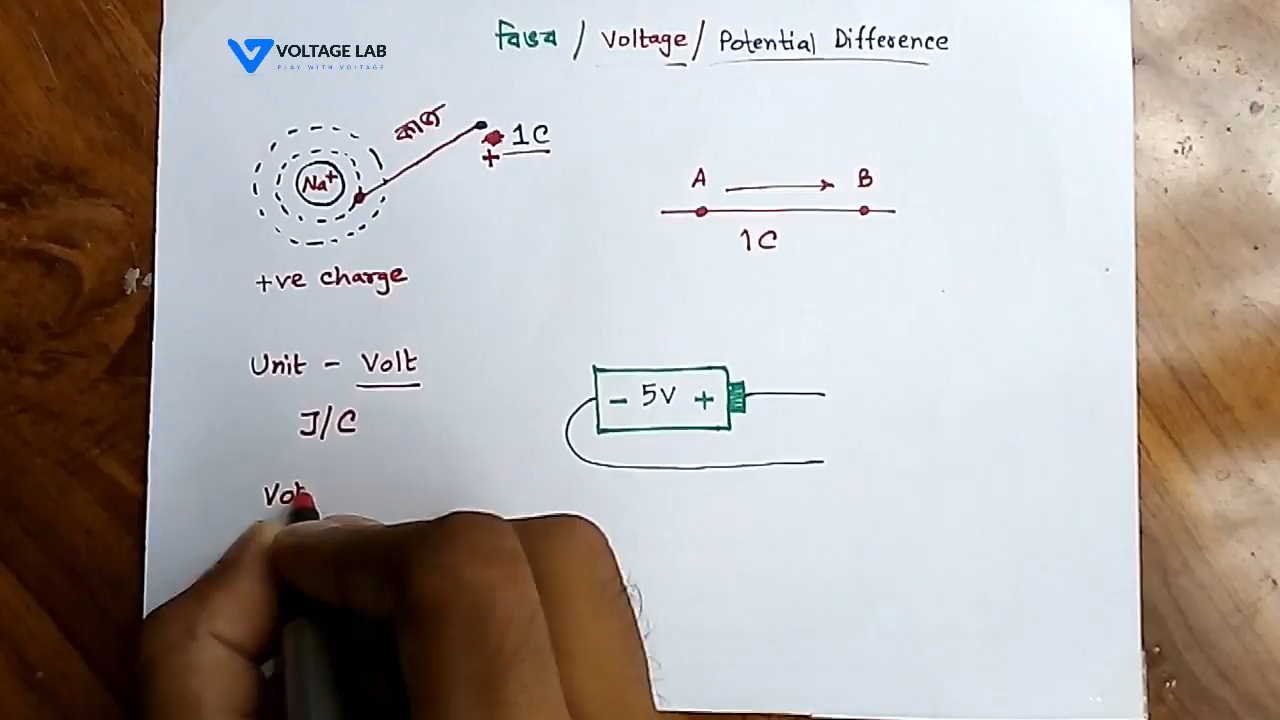 VOLTAGE LAB
PLAY WITH VOLTAGE
বিভব / Voltage / Potential Difference
কাজ
+ 1C
Na+
+ve charge
A B
1C
Unit - Volt
J/C
- 5V +